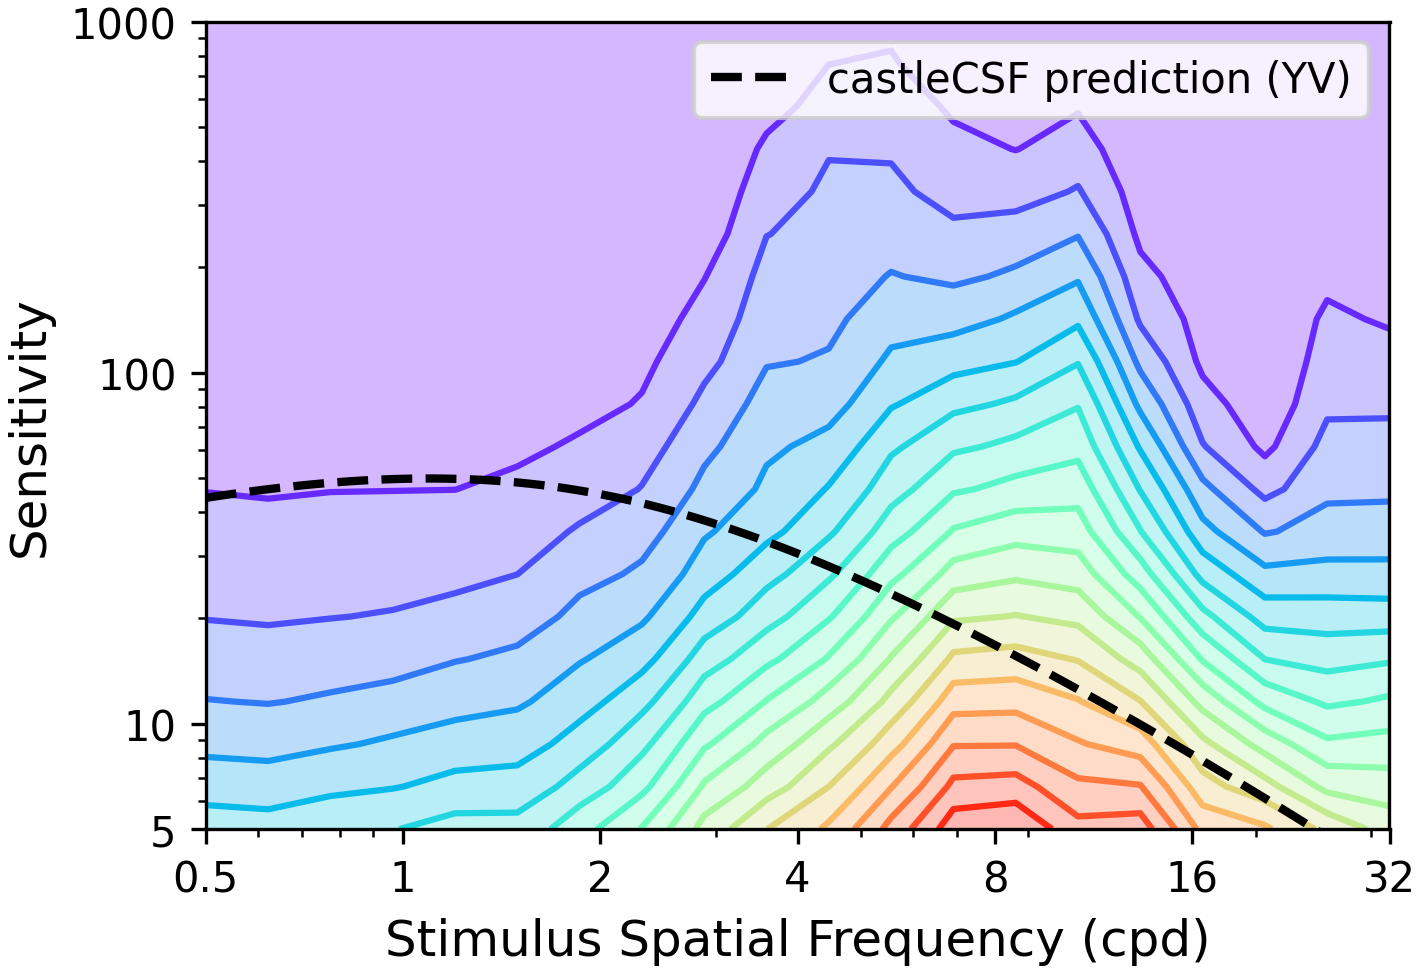 1000
castleCSF prediction (YV)
100
10
5
Sensitivity
0.5 1 2 4 8 16 32
Stimulus Spatial Frequency (cpd)